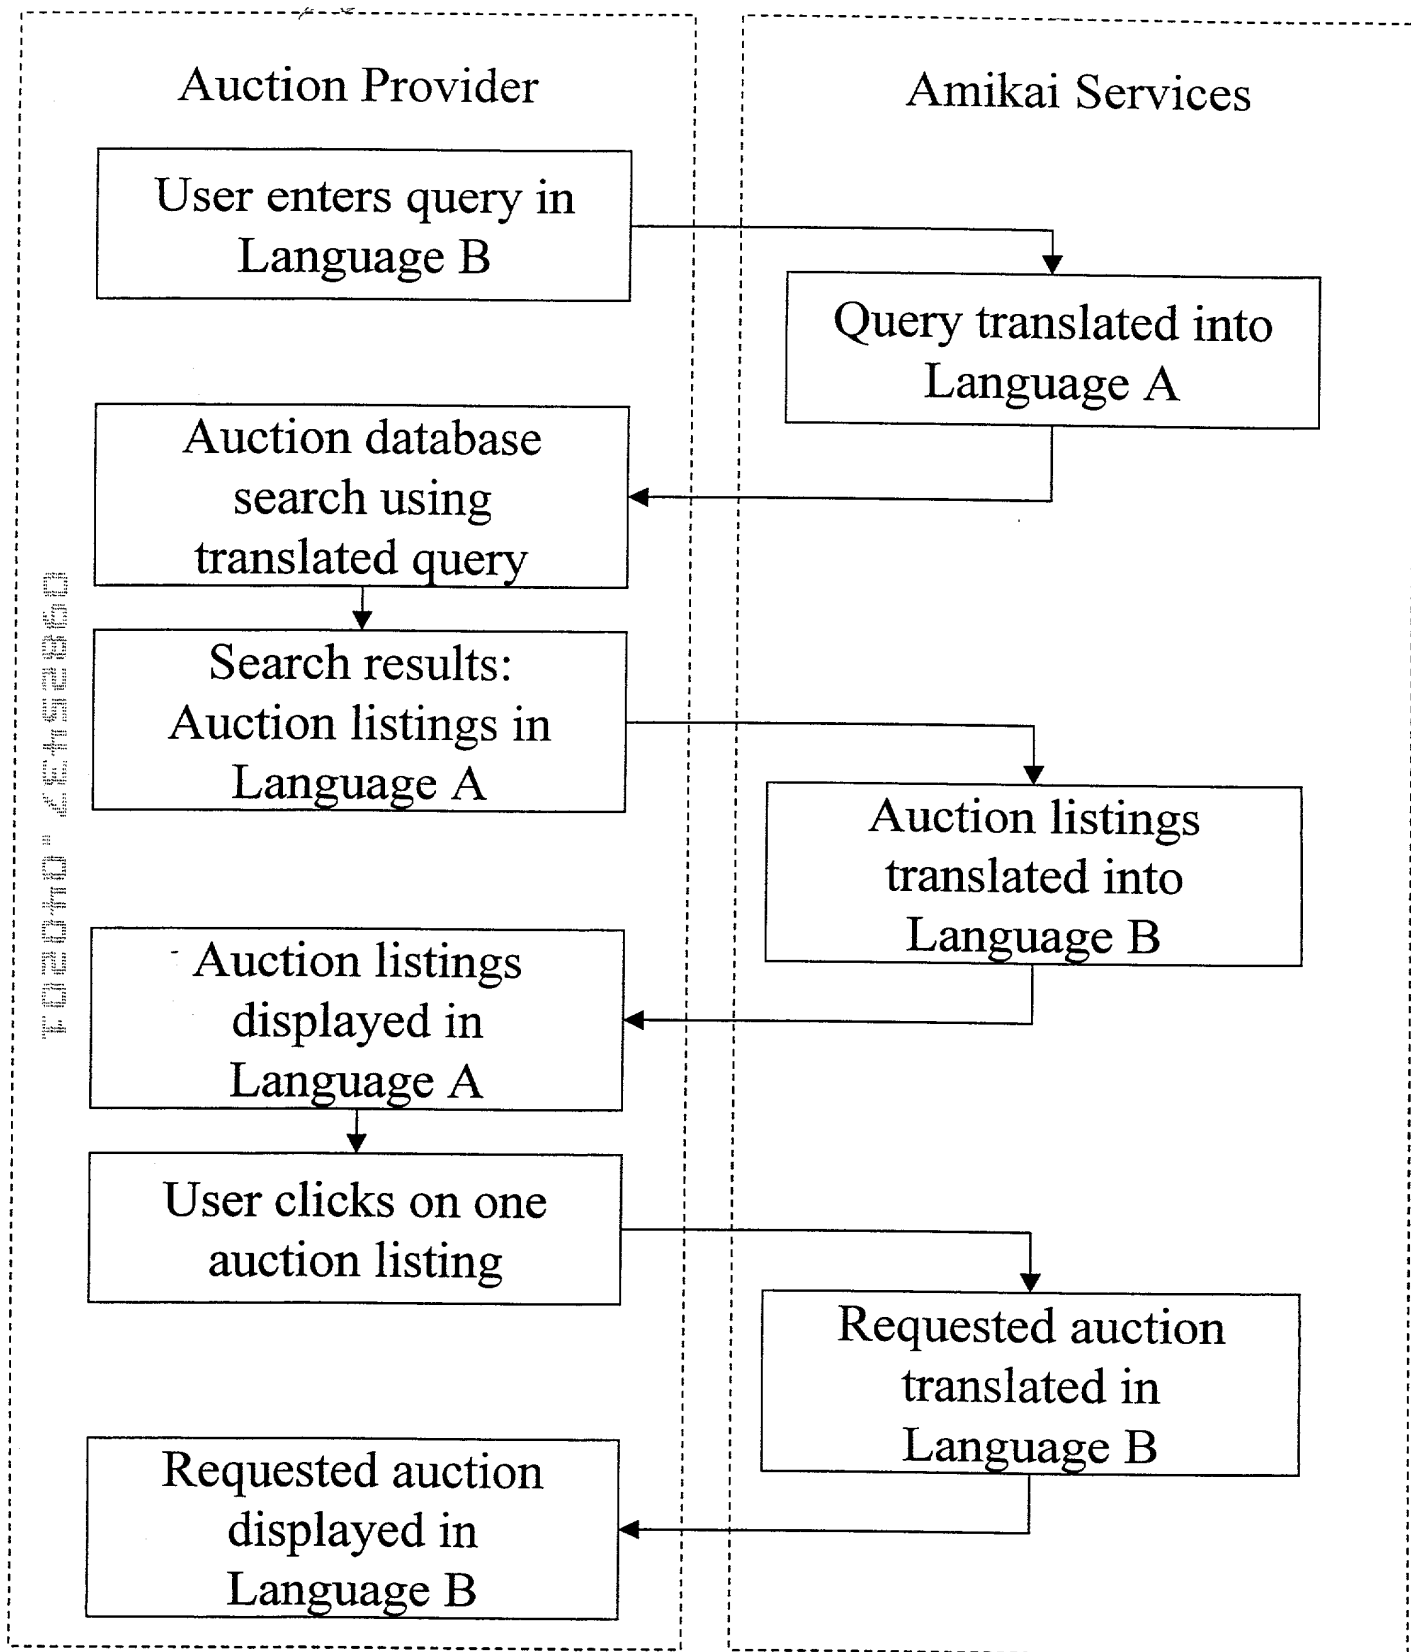 Auction Provider
Amikai Services
User enters query in
Language B
Query translated into
Language A
Auction database
search using
translated query
Search results:
Auction listings in
Language A
Auction listings
translated into
Language B
Auction listings
displayed in
Language A
User clicks on one
auction listing
Requested auction
translated in
Language B
Requested auction
displayed in
Language B